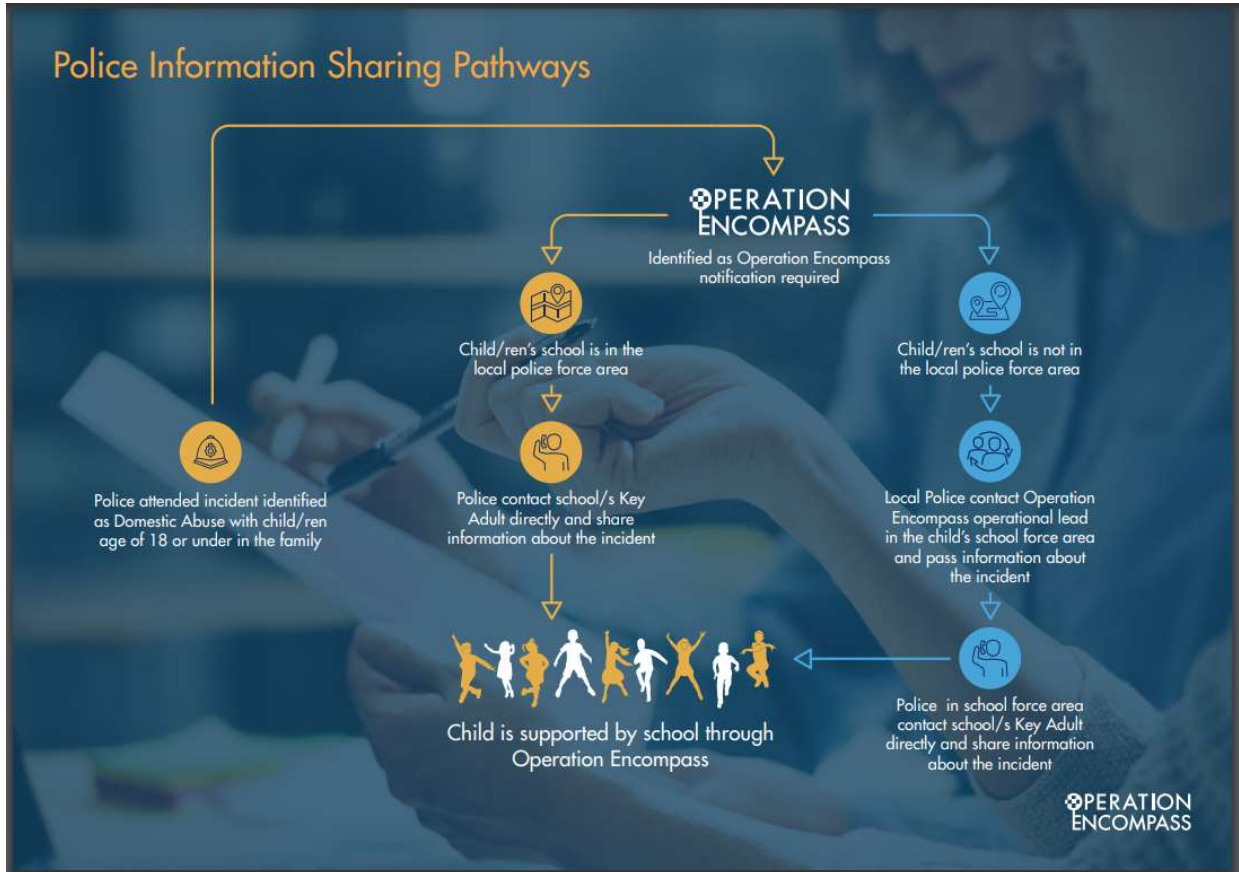 Police Information Sharing Pathways
OPERATION
ENCOMPASS
Identified as Operation Encompass
notification required
Child/ren's school is in the
local police force area
Child/ren's school is not in
the local police force area
Police attended incident identified
as Domestic Abuse with child/ren
age of 18 or under in the family
Police contact school/s Key
Adult directly and share
information about the incident
Local Police contact Operation
Encompass operational lead
in the child's school force area
and pass information about
the incident
Police in school force area
contact school/s Key Adult
directly and share information
about the incident
Child is supported by school through
Operation Encompass
OPERATION
ENCOMPASS